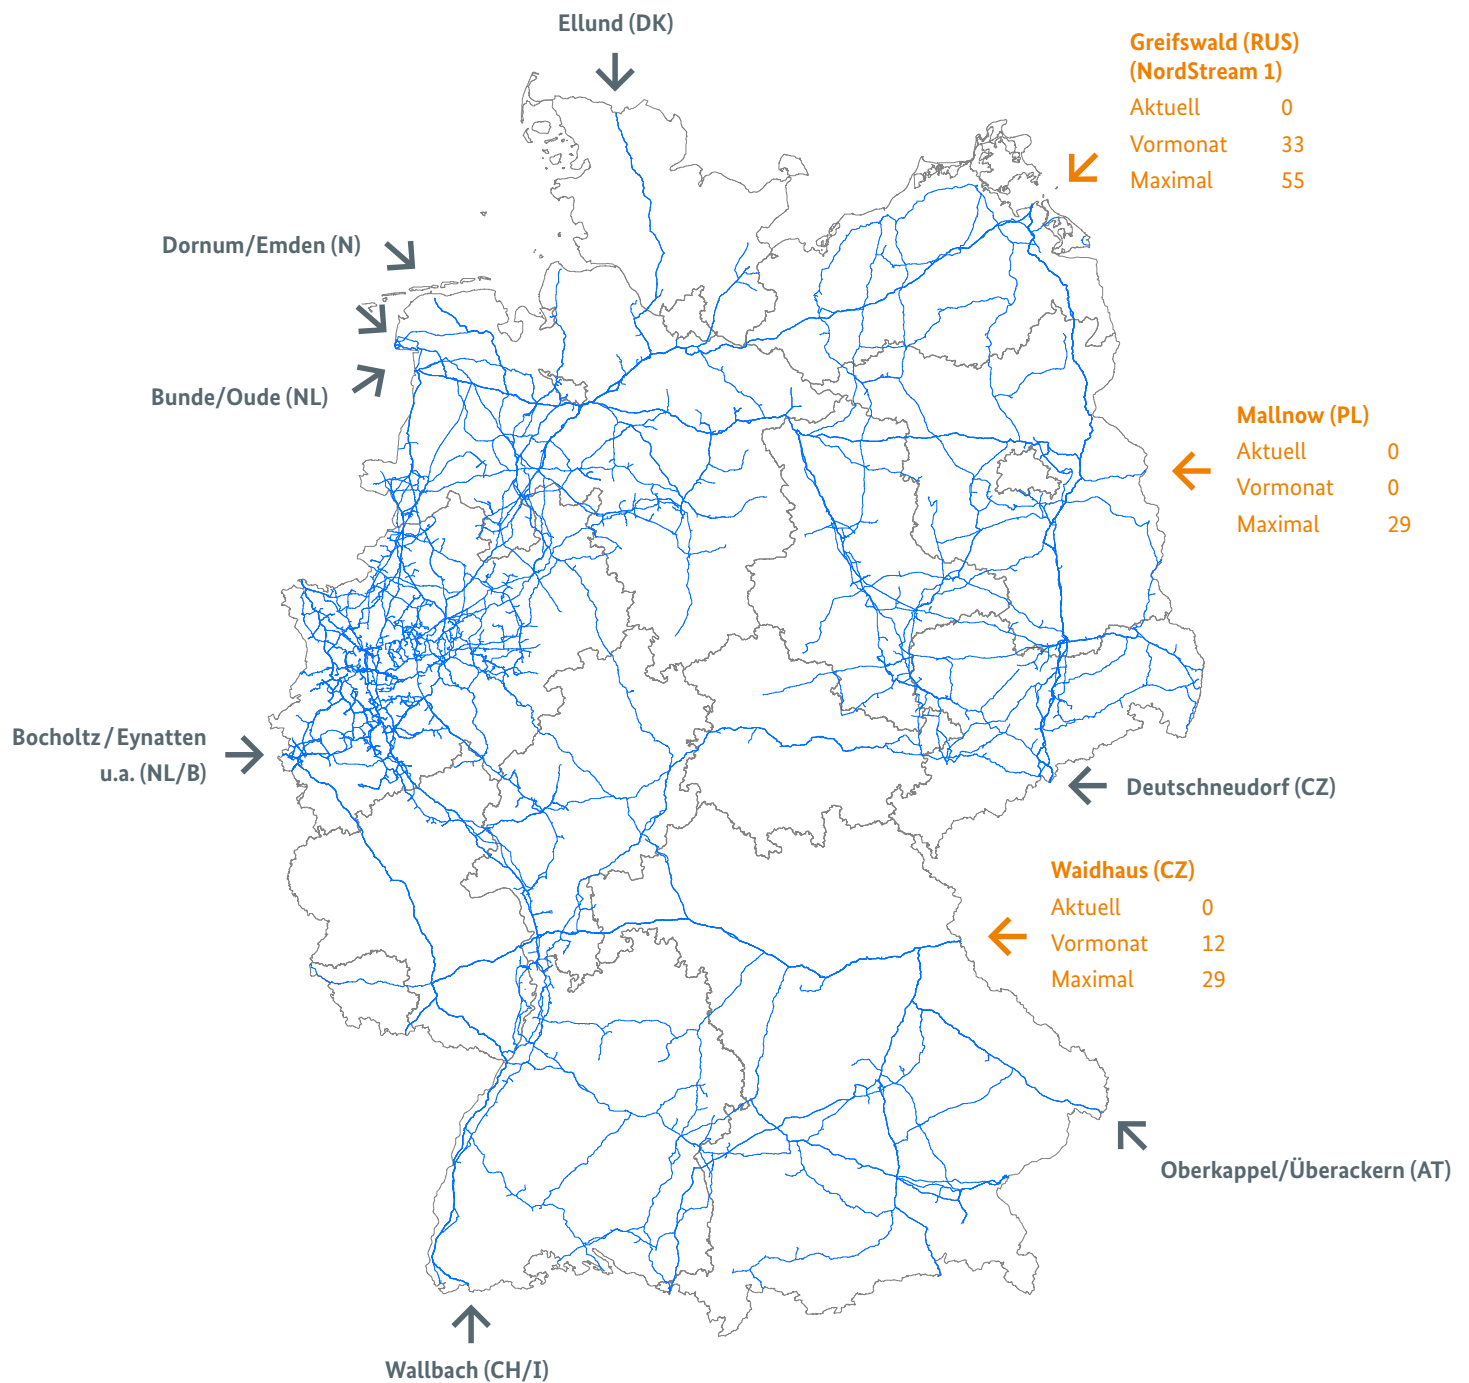 Ellund (DK)
Greifswald (RUS)
(NordStream 1)
Aktuell 0
Vormonat 33
Maximal 55
Dornum/Emden (N)
Bunde/Oude (NL)
Mallnow (PL)
Aktuell 0
Vormonat 0
Maximal 29
Bocholtz / Eynatten
u.a. (NL/B)
Deutschneudorf (CZ)
Waidhaus (CZ)
Aktuell 0
Vormonat 12
Maximal 29
Oberkappel/Überackern (AT)
Wallbach (CH/I)